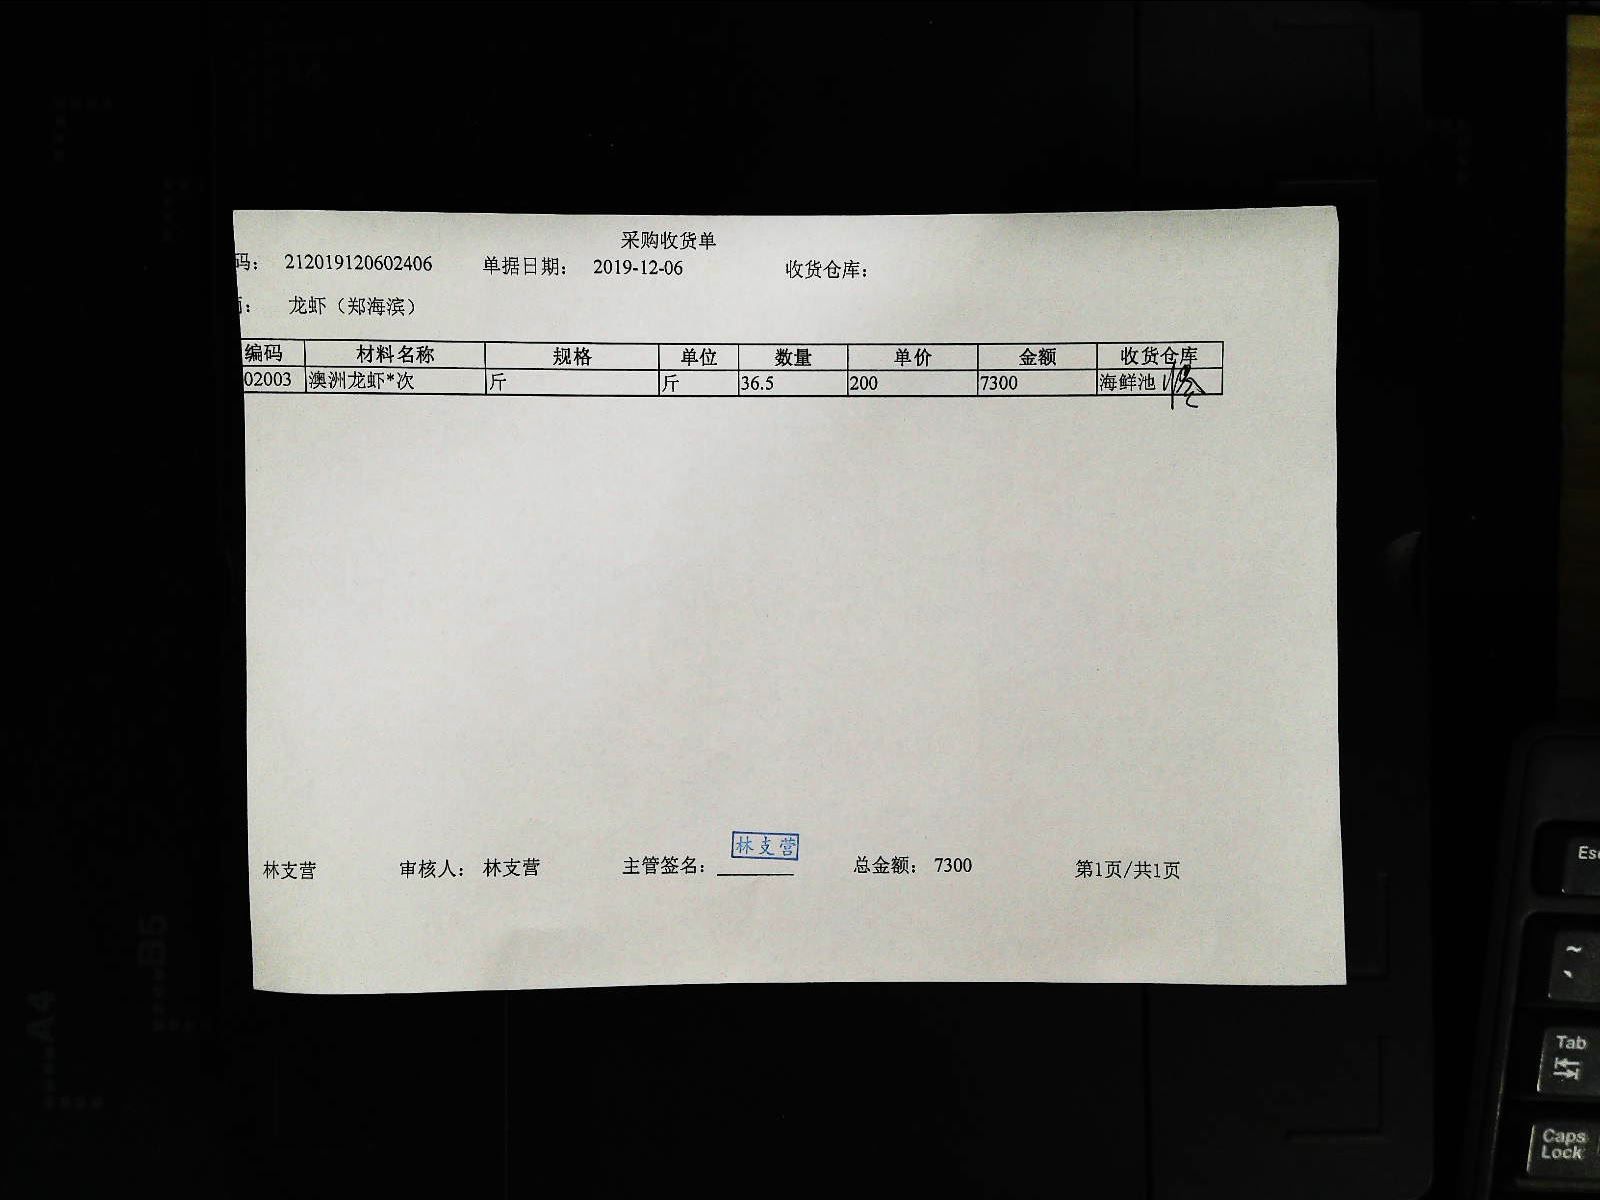 采购收货单
码： 212019120602406 单据日期： 2019-12-06 收货仓库：
： 龙虾（郑海滨）
编码 材料名称 规格 单位 数量 单价 金额 收货仓库
02003 澳洲龙虾*次 斤 斤 36.5 200 7300 海鲜池
林支营
林支营 审核人： 林支营 主管签名： 总金额： 7300 第1页/共1页
B5
A4
Esc
~
Tab
Caps Lock